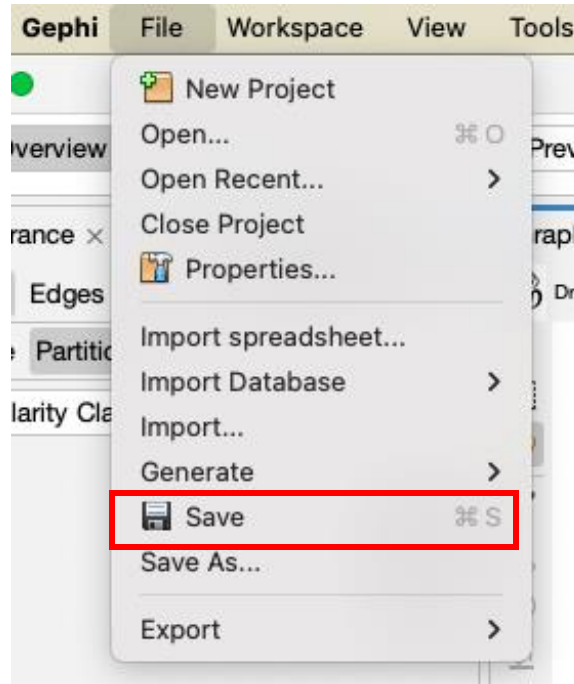 Gephi File Workspace View Tools
New Project
Open... ⌘ O
Open Recent...
Close Project
Properties...
Edges
Import spreadsheet...
Import Database
Import...
Generate
Save ⌘ S
Save As...
Export